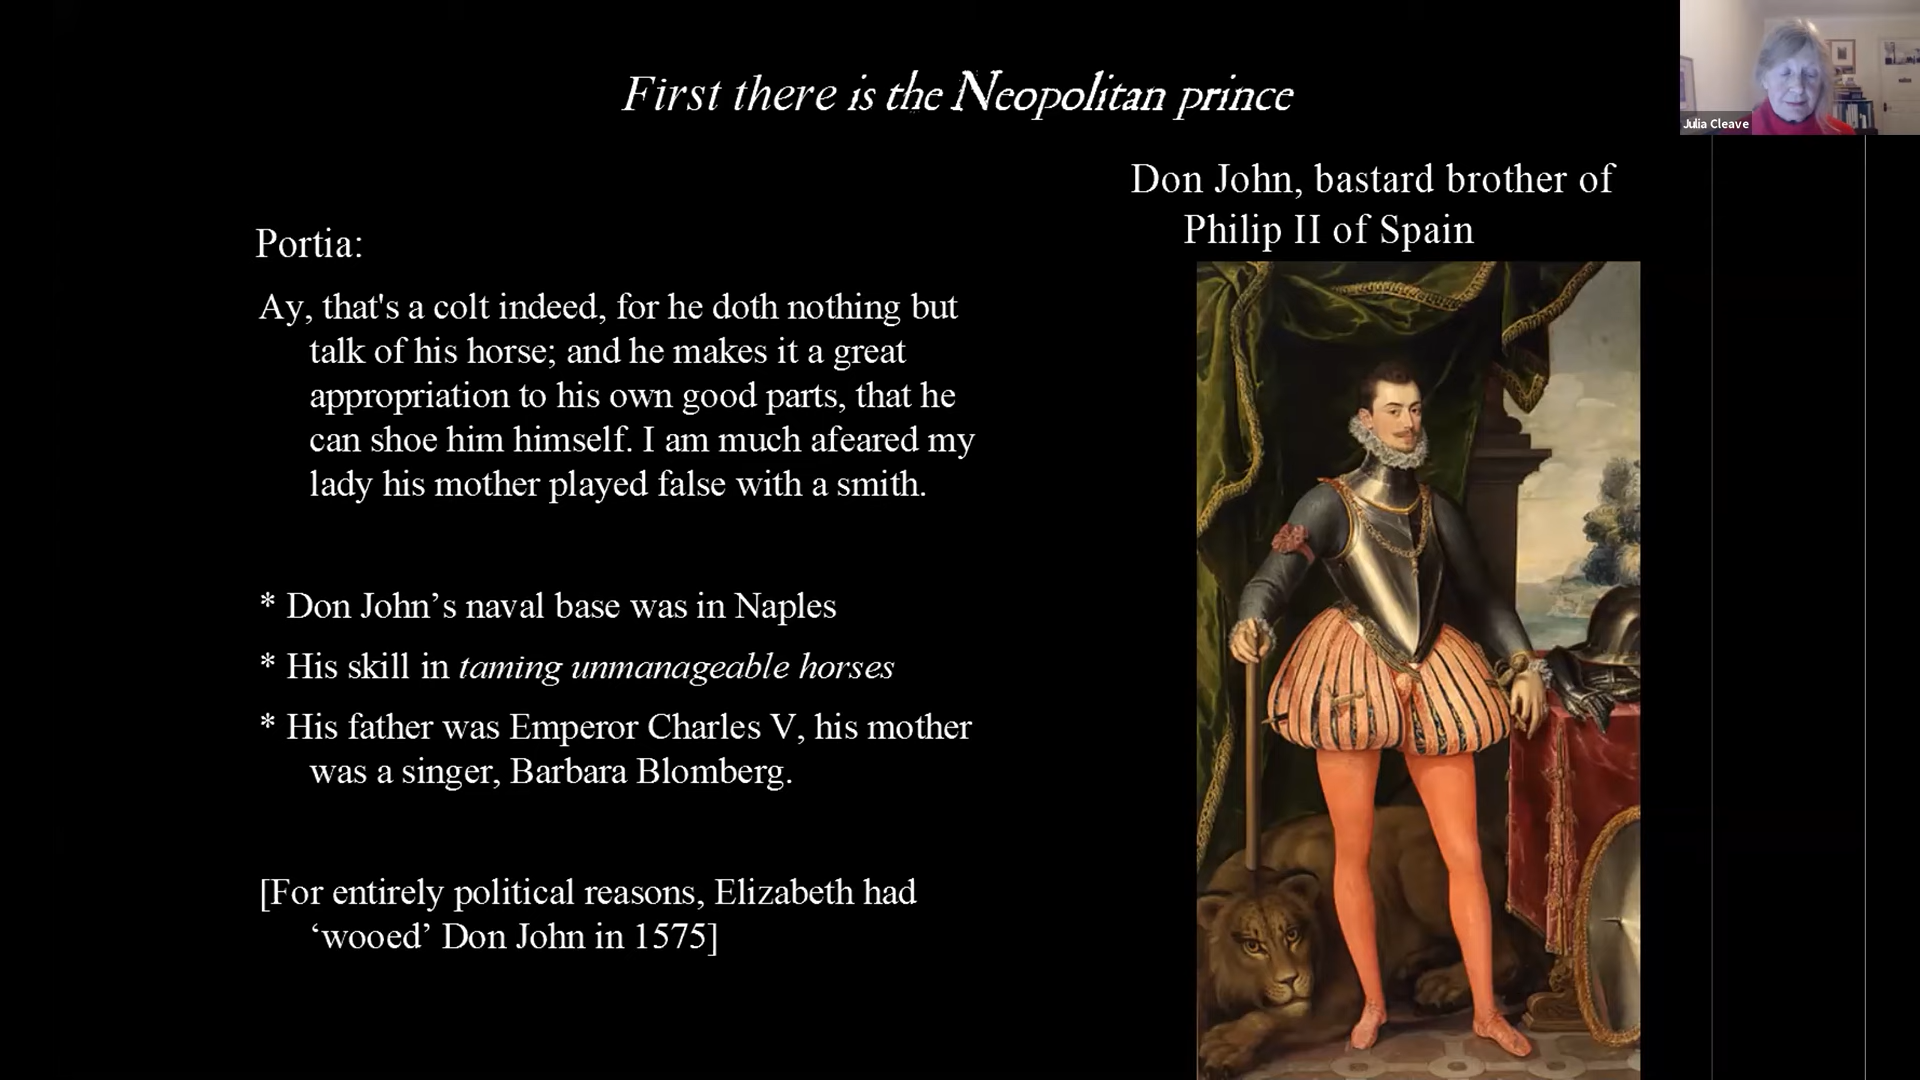 First there is the Neopolitan prince
Julia Cleave
Don John, bastard brother of
Philip II of Spain
Portia:
Ay, that's a colt indeed, for he doth nothing but
talk of his horse; and he makes it a great
appropriation to his own good parts, that he
can shoe him himself. I am much afeared my
lady his mother played false with a smith.
* Don John’s naval base was in Naples
* His skill in taming unmanageable horses
* His father was Emperor Charles V, his mother
was a singer, Barbara Blomberg.
[For entirely political reasons, Elizabeth had
‘wooed’ Don John in 1575]